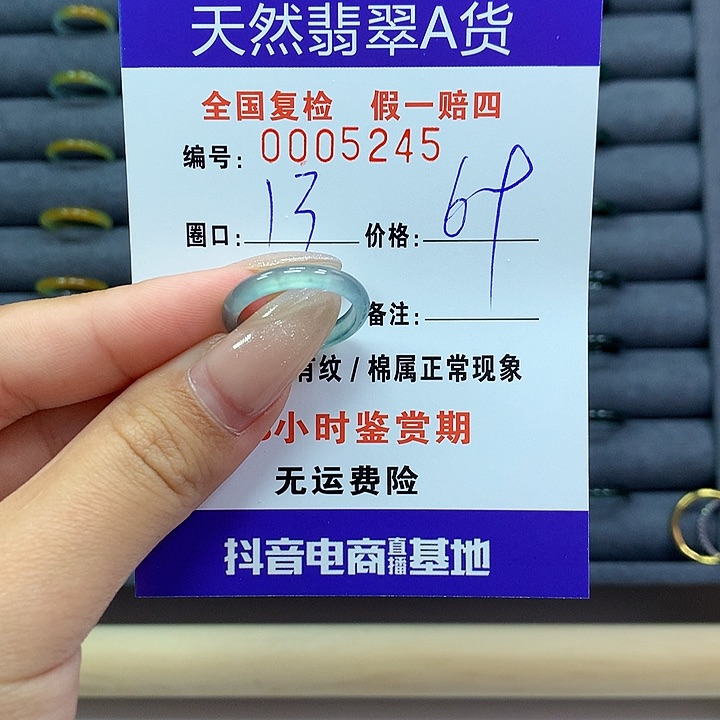 天然翡翠A货
全国复检 假一赔四
编号: 0005245
圈口: 13 价格:
备注:
有纹/棉属正常现象
小时鉴赏期
无运费险
抖音电商直播基地